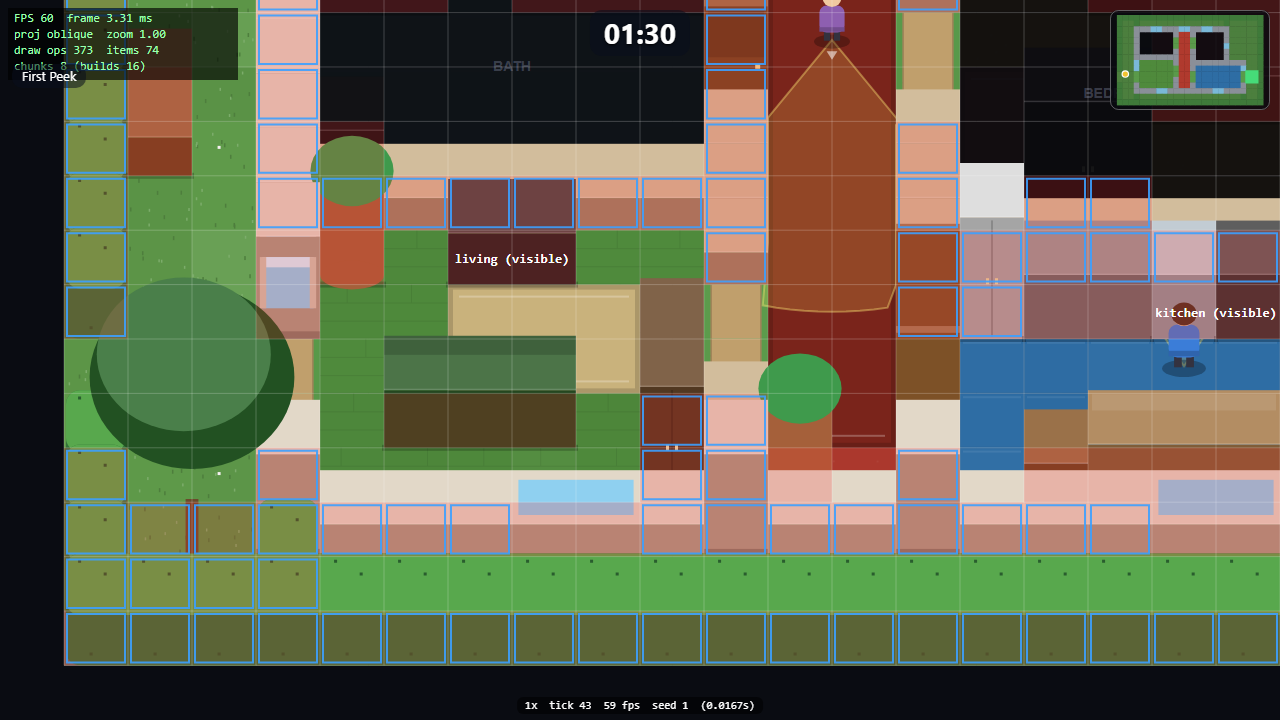 FPS 60  frame 3.31 ms
proj oblique  zoom 1.00
draw ops 373  items 74
chunks 8 (builds 16)
First Peek
01:30
BATH
BED
living (visible)
kitchen (visible)
1x  tick 43  59 fps  seed 1  (0.0167s)